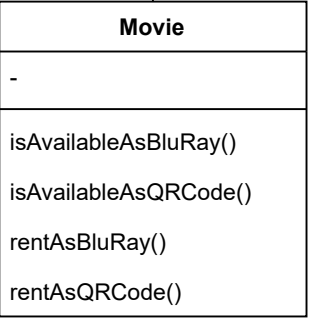 Movie
-
isAvailableAsBluRay()
isAvailableAsQRCode()
rentAsBluRay()
rentAsQRCode()